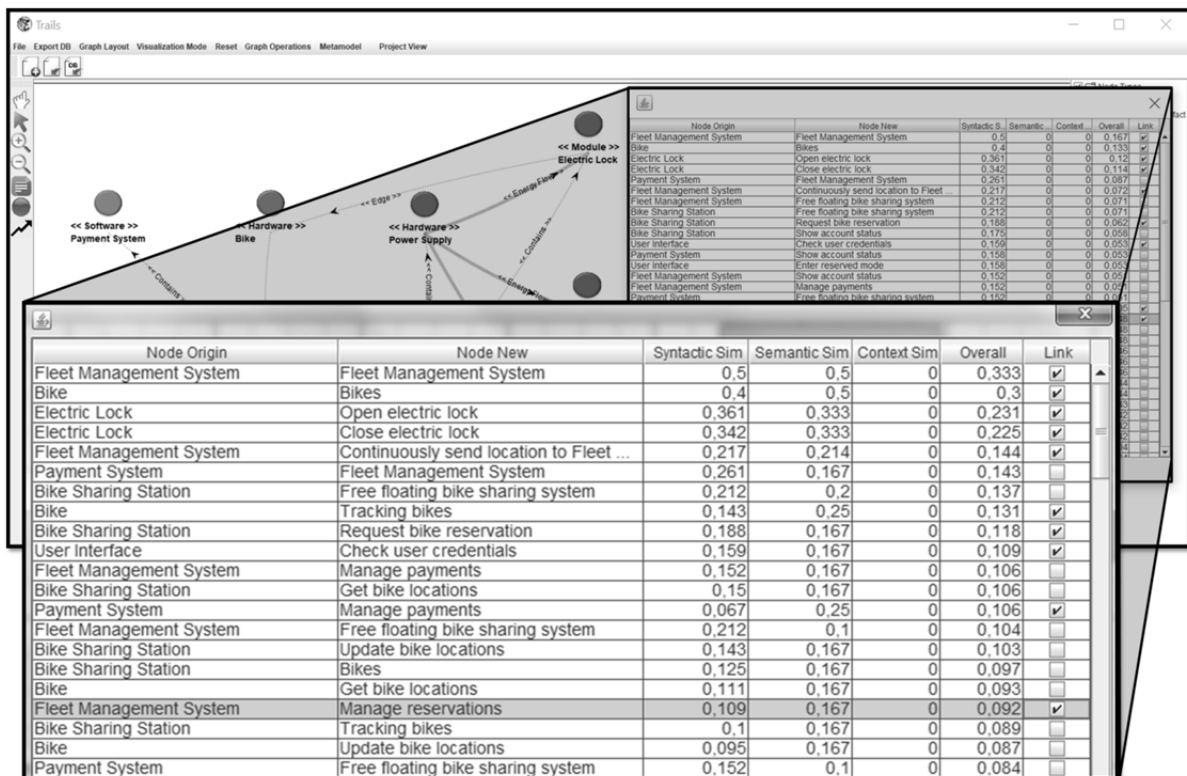 Trails
File Export DB Graph Layout Visualization Mode Reset Graph Operations Metamodel Project View
DB
Node Types
<< Module >>
Electric Lock
<< Edge >>
<< Software >>
Payment System
<< Hardware >>
Bike
<< Hardware >>
Power Supply
<< Contains >>
<< Contains >>
Node Origin Node New Syntactic S... Semantic ... Context ... Overall Link
Fleet Management System Fleet Management System 0,5 0 0 0,167
Bike Bikes 0,4 0 0 0,133
Electric Lock Open electric lock 0,361 0 0 0,12
Electric Lock Close electric lock 0,342 0 0 0,114
Payment System Fleet Management System 0,261 0 0 0,087
Fleet Management System Continuously send location to Fleet ... 0,217 0 0 0,072
Fleet Management System Free floating bike sharing system 0,212 0 0 0,071
Bike Sharing Station Free floating bike sharing system 0,212 0 0 0,071
Bike Sharing Station Request bike reservation 0,188 0 0 0,062
Bike Sharing Station Show account status 0,175 0 0 0,058
User Interface Check user credentials 0,159 0 0 0,053
Payment System Show account status 0,158 0 0 0,053
User Interface Enter reserved mode 0,158 0 0 0,053
Fleet Management System Show account status 0,152 0 0
Fleet Management System Manage payments 0,152 0 0
Payment System Free floating bike sharing system 0,152 0 0
Node Origin Node New Syntactic Sim Semantic Sim Context Sim Overall Link
Fleet Management System Fleet Management System 0,5 0,5 0 0,333
Bike Bikes 0,4 0,5 0 0,3
Electric Lock Open electric lock 0,361 0,333 0 0,231
Electric Lock Close electric lock 0,342 0,333 0 0,225
Fleet Management System Continuously send location to Fleet ... 0,217 0,214 0 0,144
Payment System Fleet Management System 0,261 0,167 0 0,143
Bike Sharing Station Free floating bike sharing system 0,212 0,2 0 0,137
Bike Tracking bikes 0,143 0,25 0 0,131
Bike Sharing Station Request bike reservation 0,188 0,167 0 0,118
User Interface Check user credentials 0,159 0,167 0 0,109
Fleet Management System Manage payments 0,152 0,167 0 0,106
Bike Sharing Station Get bike locations 0,15 0,167 0 0,106
Payment System Manage payments 0,067 0,25 0 0,106
Fleet Management System Free floating bike sharing system 0,212 0,1 0 0,104
Bike Sharing Station Update bike locations 0,143 0,167 0 0,103
Bike Sharing Station Bikes 0,125 0,167 0 0,097
Bike Get bike locations 0,111 0,167 0 0,093
Fleet Management System Manage reservations 0,109 0,167 0 0,092
Bike Sharing Station Tracking bikes 0,1 0,167 0 0,089
Bike Update bike locations 0,095 0,167 0 0,087
Payment System Free floating bike sharing system 0,152 0,1 0 0,084